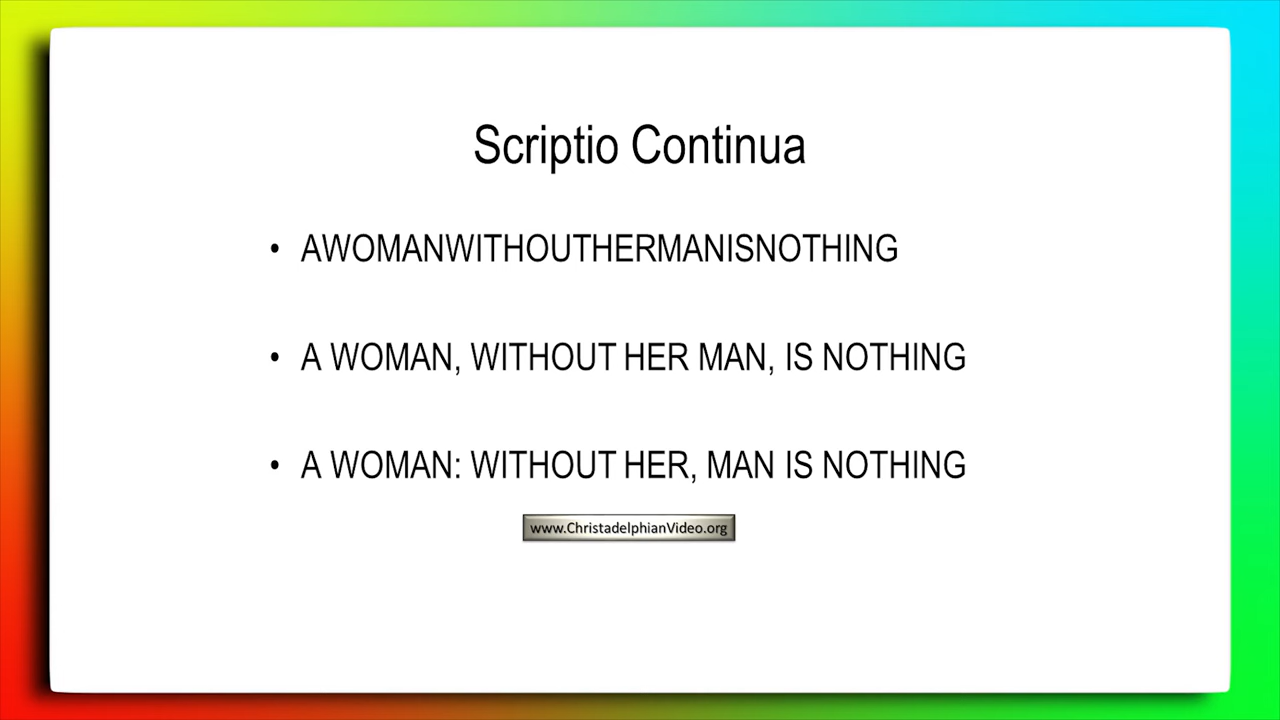 Scriptio Continua
• AWOMANWITHOUTHERMANISNOTHING
• A WOMAN, WITHOUT HER MAN, IS NOTHING
• A WOMAN: WITHOUT HER, MAN IS NOTHING
www.ChristadelphianVideo.org